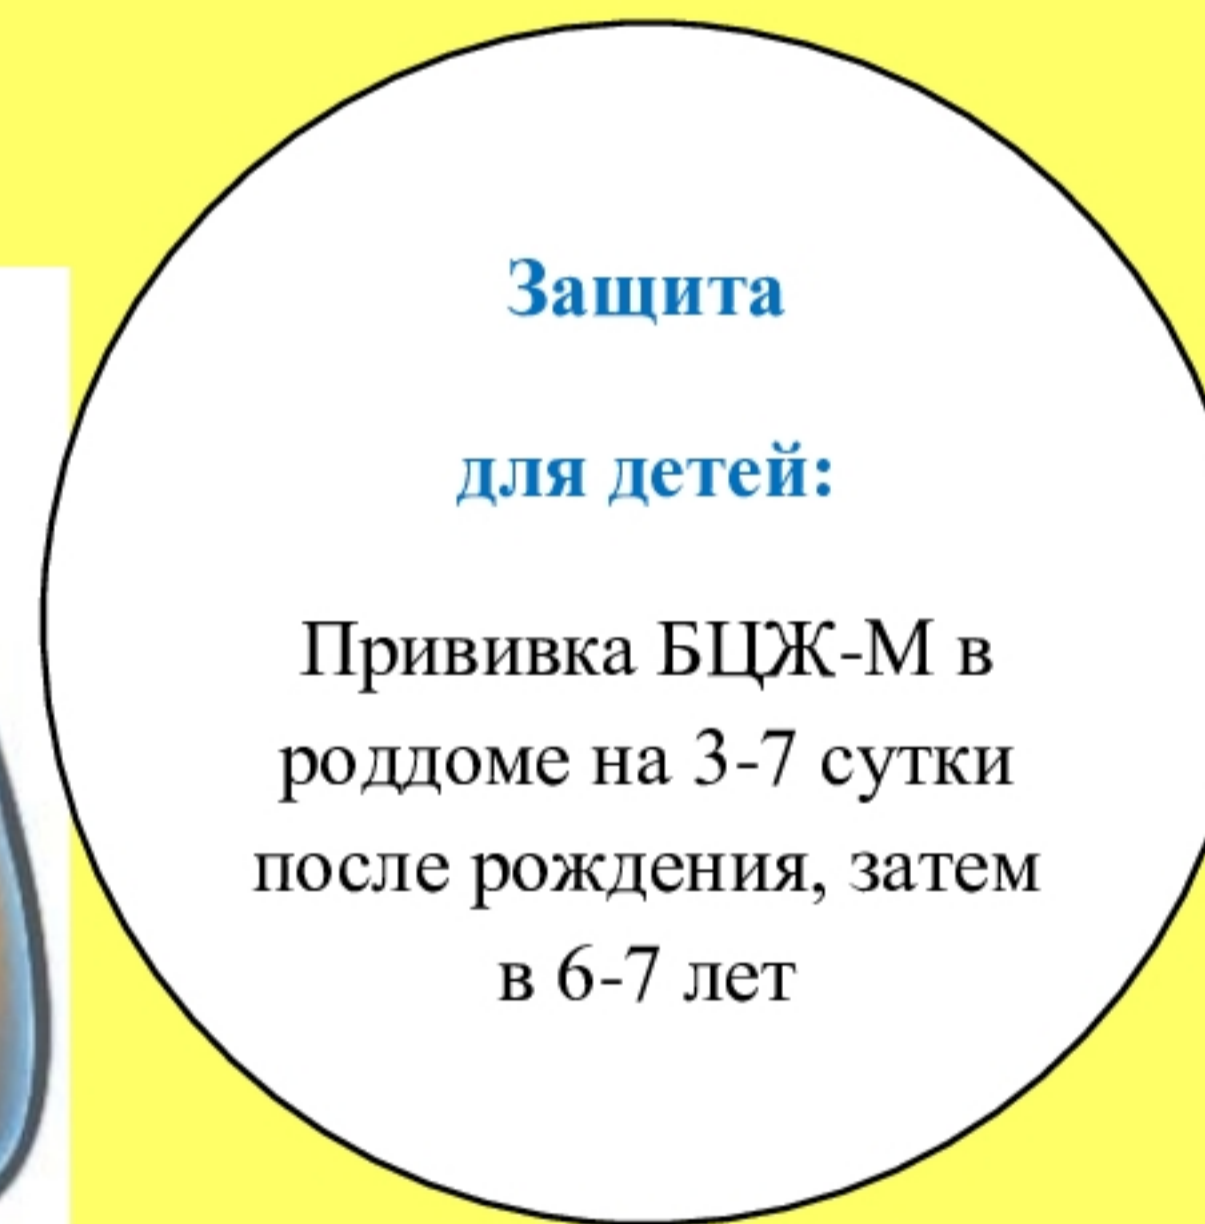 Защита
для детей:
Прививка БЦЖ-М в
роддоме на 3-7 сутки
после рождения, затем
в 6-7 лет